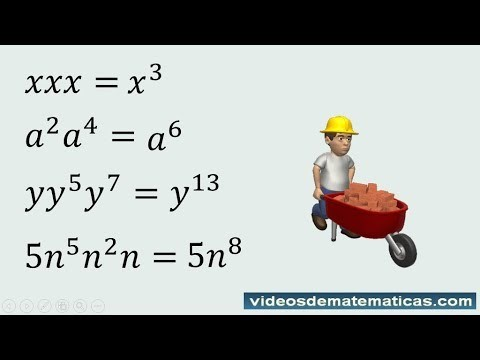 xxx = x³
a²a⁴ = a⁶
yy⁵y⁷ = y¹³
5n⁵n²n = 5n⁸
videosdematematicas.com